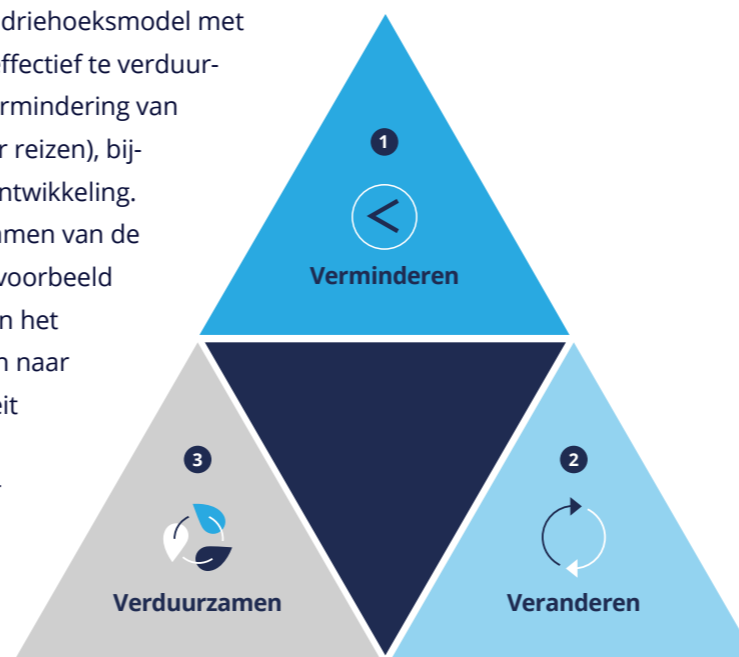 driehoeksmodel met
ffectief te verduur-
rmindering van
r reizen), bij-
ntwikkeling.
amen van de
voorbeeld
n het
n naar
eit
1
<
Verminderen
3
Verduurzamen
2
Veranderen